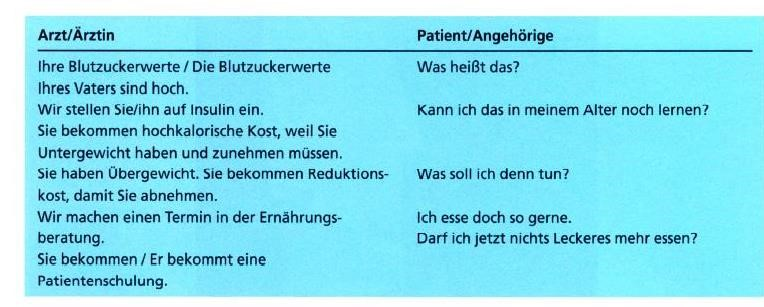 Arzt/Ärztin Patient/Angehörige
Ihre Blutzuckerwerte / Die Blutzuckerwerte Was heißt das?
Ihres Vaters sind hoch.
Wir stellen Sie/ihn auf Insulin ein. Kann ich das in meinem Alter noch lernen?
Sie bekommen hochkalorische Kost, weil Sie
Untergewicht haben und zunehmen müssen.
Sie haben Übergewicht. Sie bekommen Reduktions- Was soll ich denn tun?
kost, damit Sie abnehmen.
Wir machen einen Termin in der Ernährungs- Ich esse doch so gerne.
beratung. Darf ich jetzt nichts Leckeres mehr essen?
Sie bekommen / Er bekommt eine
Patientenschulung.